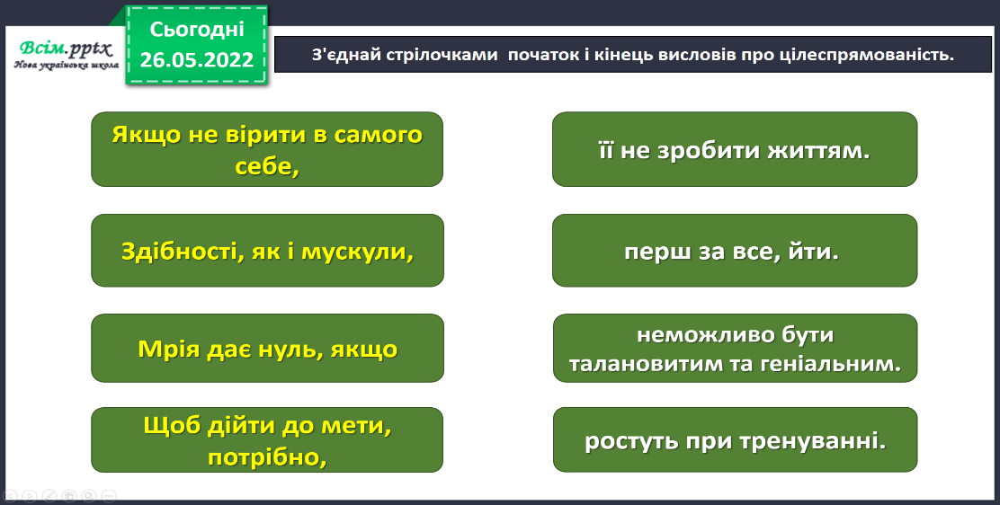 Всім.pptx
Нова українська школа
Сьогодні
26.05.2022
З'єднай стрілочками початок і кінець висловів про цілеспрямованість.
Якщо не вірити в самого
себе,
її не зробити життям.
Здібності, як і мускули,
перш за все, йти.
Мрія дає нуль, якщо
неможливо бути
талановитим та геніальним.
Щоб дійти до мети,
потрібно,
ростуть при тренуванні.